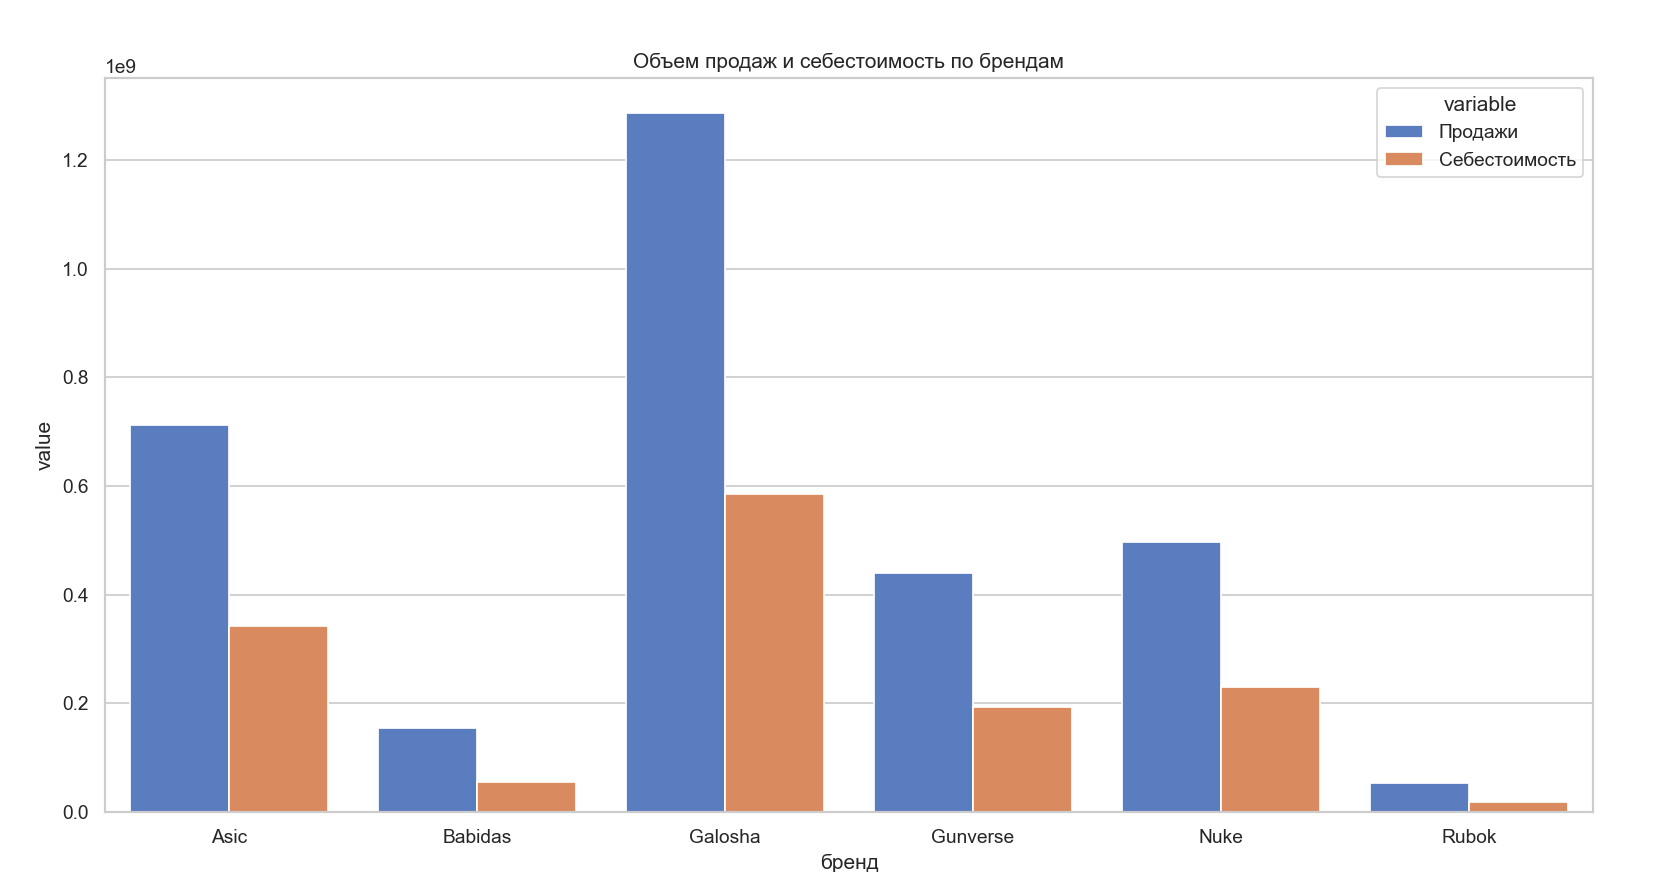 Объем продаж и себестоимость по брендам
1e9
variable
Продажи
Себестоимость
1.2
1.0
0.8
0.6
0.4
0.2
0.0
value
Asic Babidas Galosha Gunverse Nuke Rubok
бренд